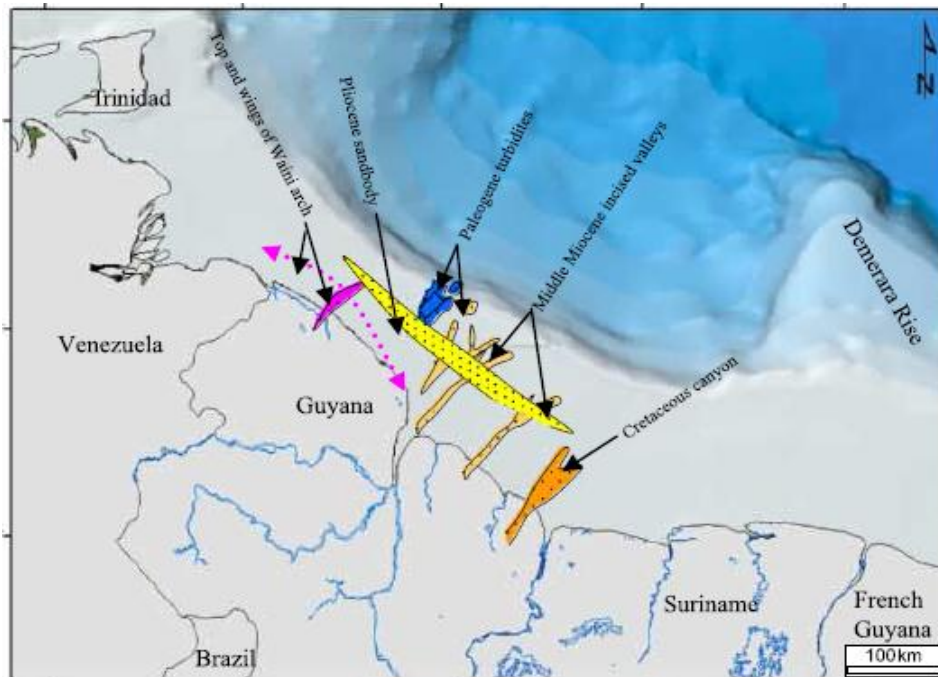 Trinidad
Top and wings of Waini arch
Pliocene sandbody
Paleogene turbidites
Middle Miocene incised valleys
N
Demerara Rise
Venezuela
Guyana
Cretaceous canyon
Suriname
French
Guyana
Brazil
100km